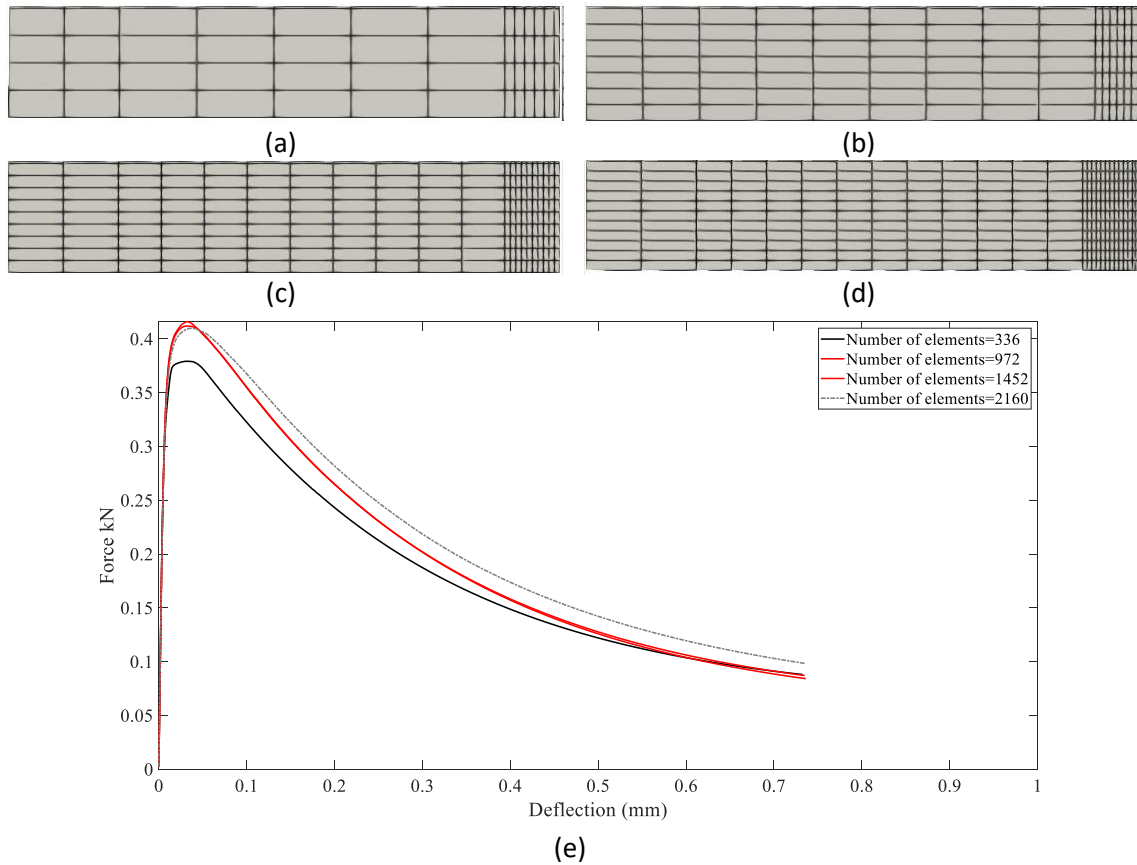 (a)
(b)
(c)
(d)
0.4
0.35
0.3
0.25
0.2
0.15
0.1
0.05
0
Force kN
Number of elements=336
Number of elements=972
Number of elements=1452
Number of elements=2160
0 0.1 0.2 0.3 0.4 0.5 0.6 0.7 0.8 0.9 1
Deflection (mm)
(e)